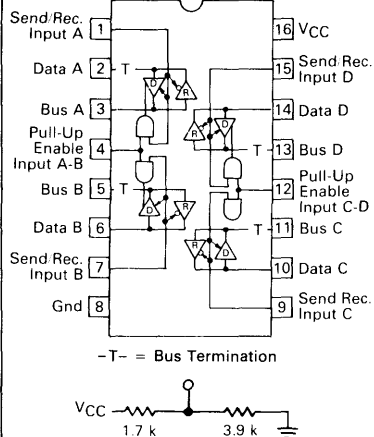 Send/Rec. Input A 1
Data A 2 T
Bus A 3
Pull-Up Enable Input A-B 4
Bus B 5 T
Data B 6
Send/Rec. Input B 7
Gnd 8
16 VCC
15 Send/Rec. Input D
14 Data D
T 13 Bus D
12 Pull-Up Enable Input C-D
T 11 Bus C
10 Data C
9 Send Rec. Input C
D R
R D
D R
R D
–T– = Bus Termination
VCC
1.7 k 3.9 k